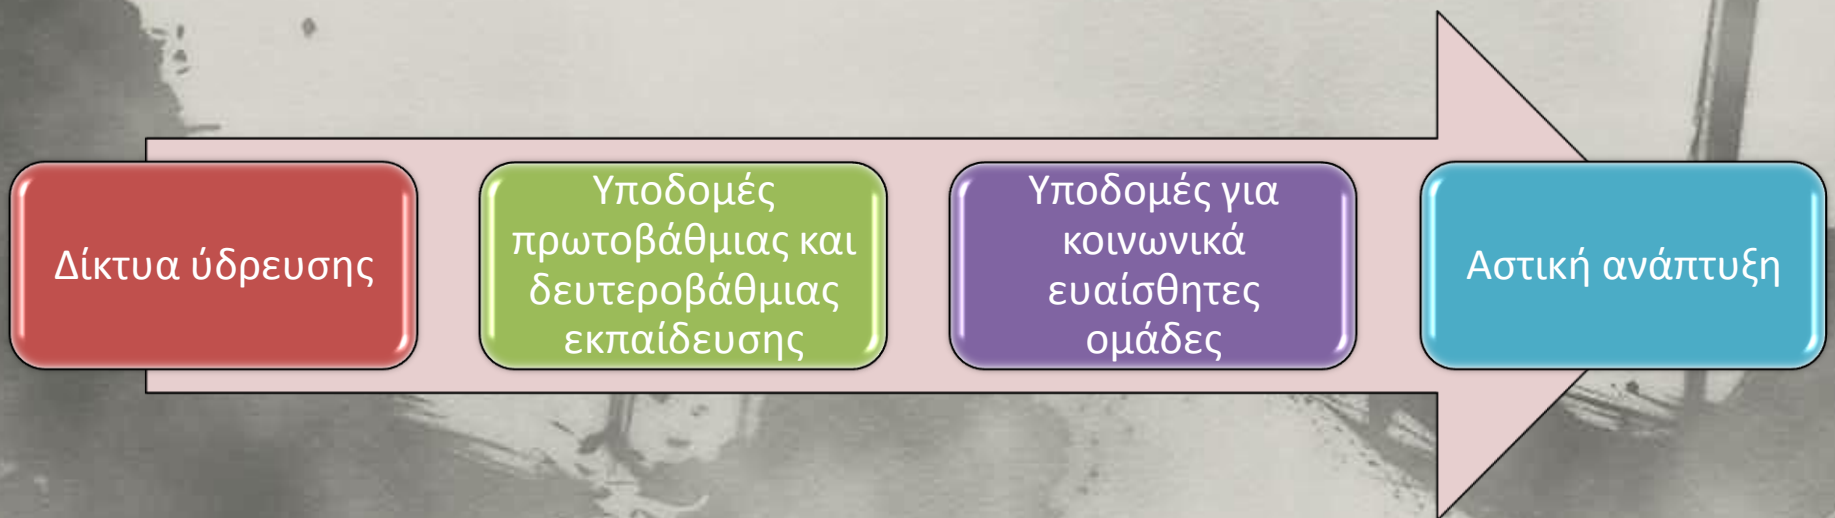 Δίκτυα ύδρευσης
Υποδομές
πρωτοβάθμιας και
δευτεροβάθμιας
εκπαίδευσης
Υποδομές για
κοινωνικά
ευαίσθητες
ομάδες
Αστική ανάπτυξη